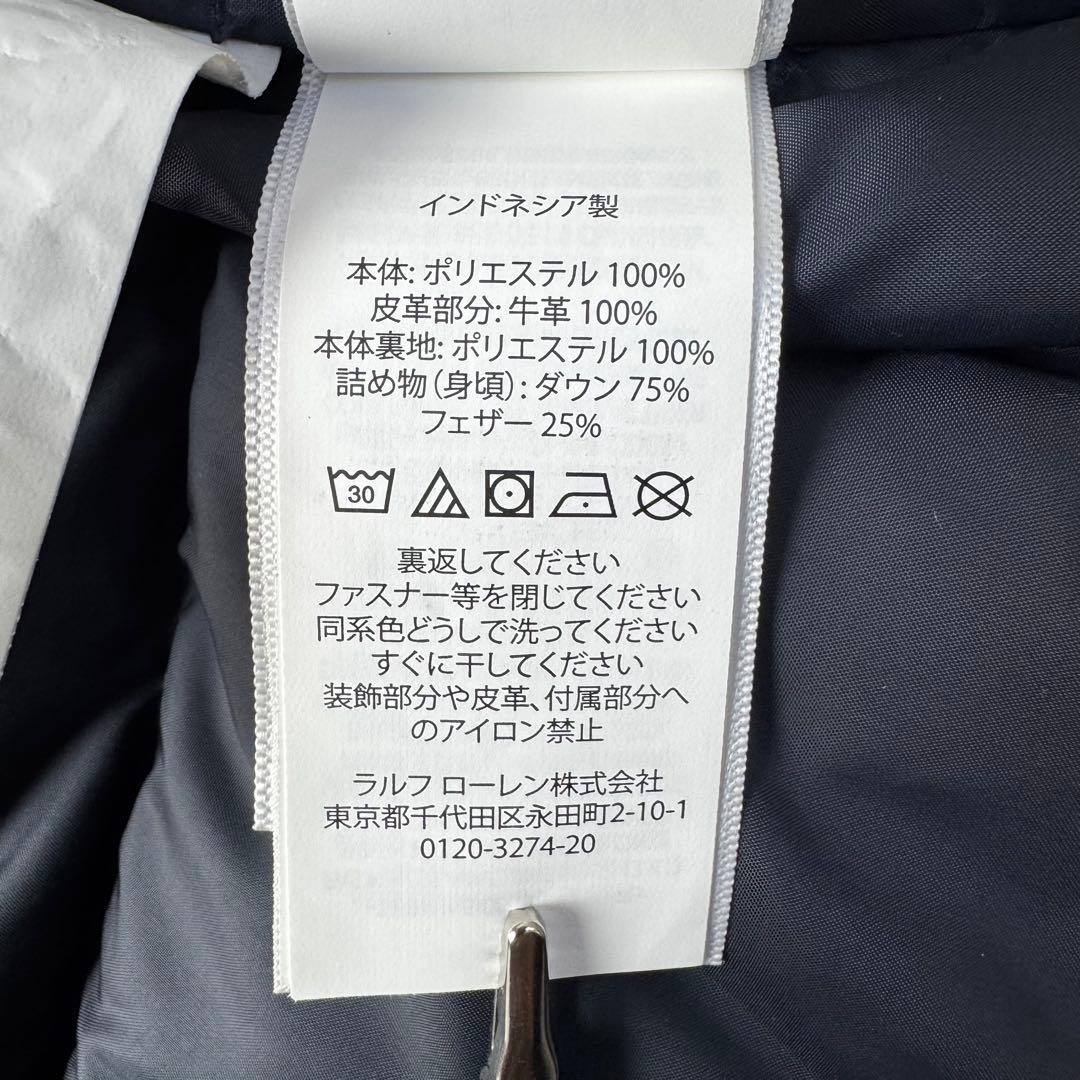 インドネシア製
本体: ポリエステル 100%
皮革部分: 牛革 100%
本体裏地: ポリエステル 100%
詰め物（身頃）: ダウン 75%
フェザー 25%
30
裏返してください
ファスナー等を閉じてください
同系色どうしで洗ってください
すぐに干してください
装飾部分や皮革、付属部分へ
のアイロン禁止
ラルフ ローレン株式会社
東京都千代田区永田町2-10-1
0120-3274-20